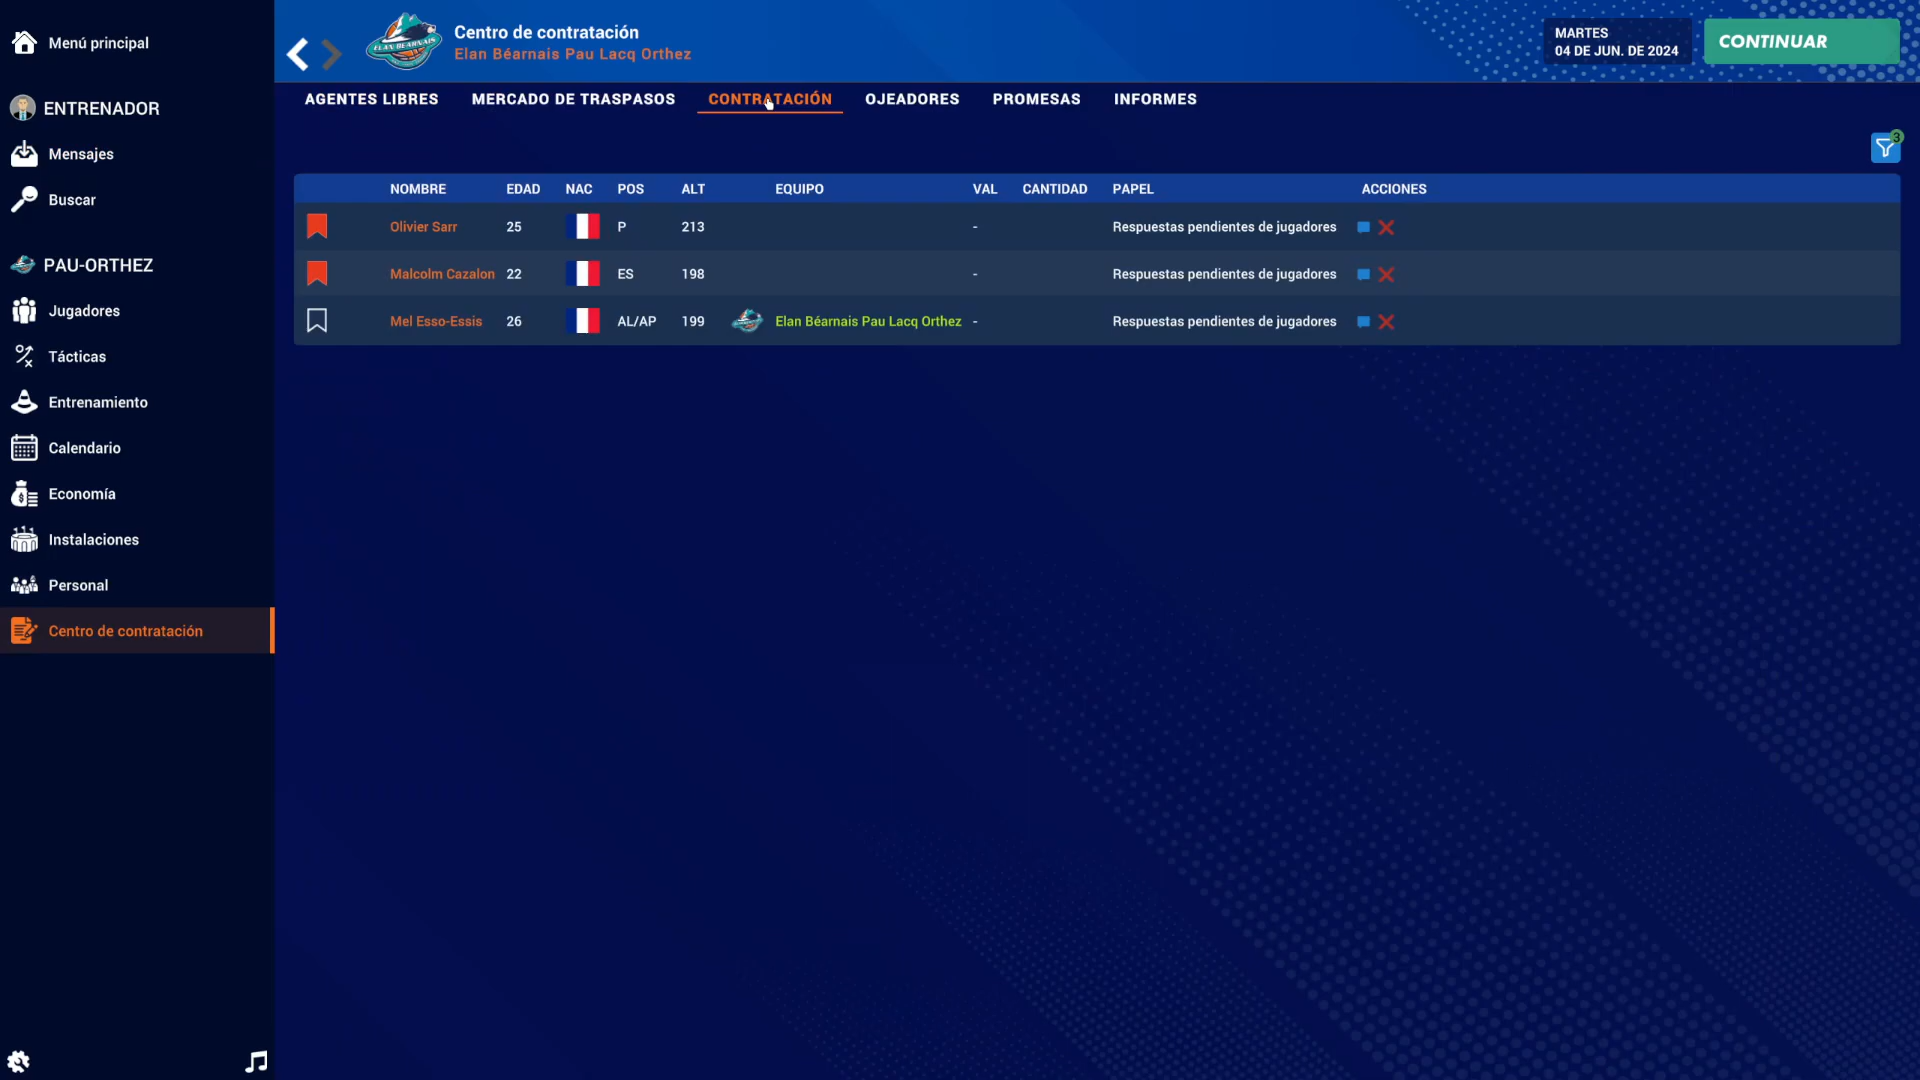 Menú principal
ENTRENADOR
Mensajes
Buscar
PAU-ORTHEZ
Jugadores
Tácticas
Entrenamiento
Calendario
Economía
Instalaciones
Personal
Centro de contratación
ELAN BÉARNAIS
Centro de contratación
Elan Béarnais Pau Lacq Orthez
MARTES
04 DE JUN. DE 2024
CONTINUAR
AGENTES LIBRES MERCADO DE TRASPASOS CONTRATACIÓN OJEADORES PROMESAS INFORMES
3
NOMBRE EDAD NAC POS ALT EQUIPO VAL CANTIDAD PAPEL ACCIONES
Olivier Sarr 25 P 213 - Respuestas pendientes de jugadores
Malcolm Cazalon 22 ES 198 - Respuestas pendientes de jugadores
Mel Esso-Essis 26 AL/AP 199 Elan Béarnais Pau Lacq Orthez - Respuestas pendientes de jugadores